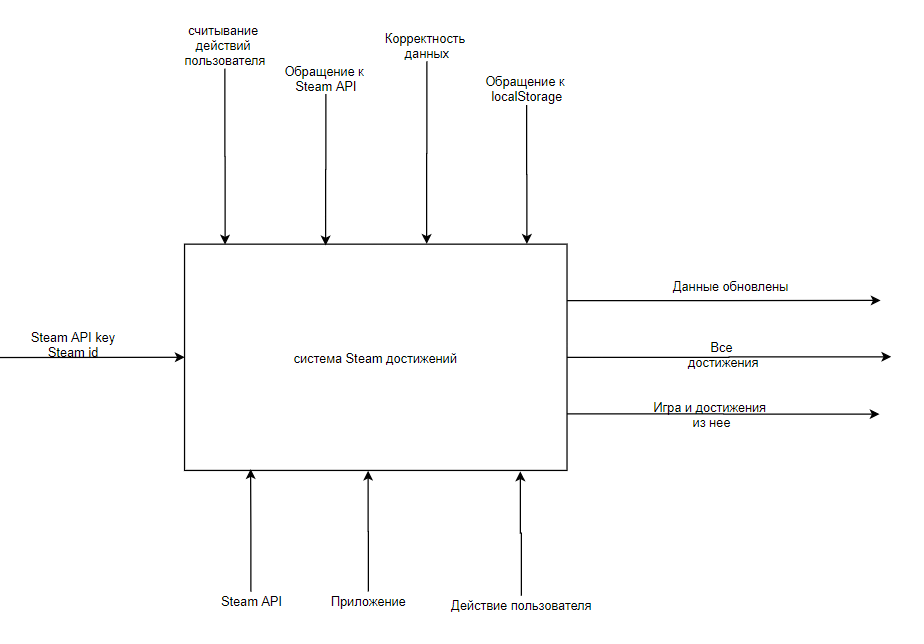 считывание
действий
пользователя
Обращение к
Steam API
Корректность
данных
Обращение к
localStorage
Данные обновлены
Steam API key
Steam id
система Steam достижений
Все
достижения
Игра и достижения
из нее
Steam API
Приложение
Действие пользователя